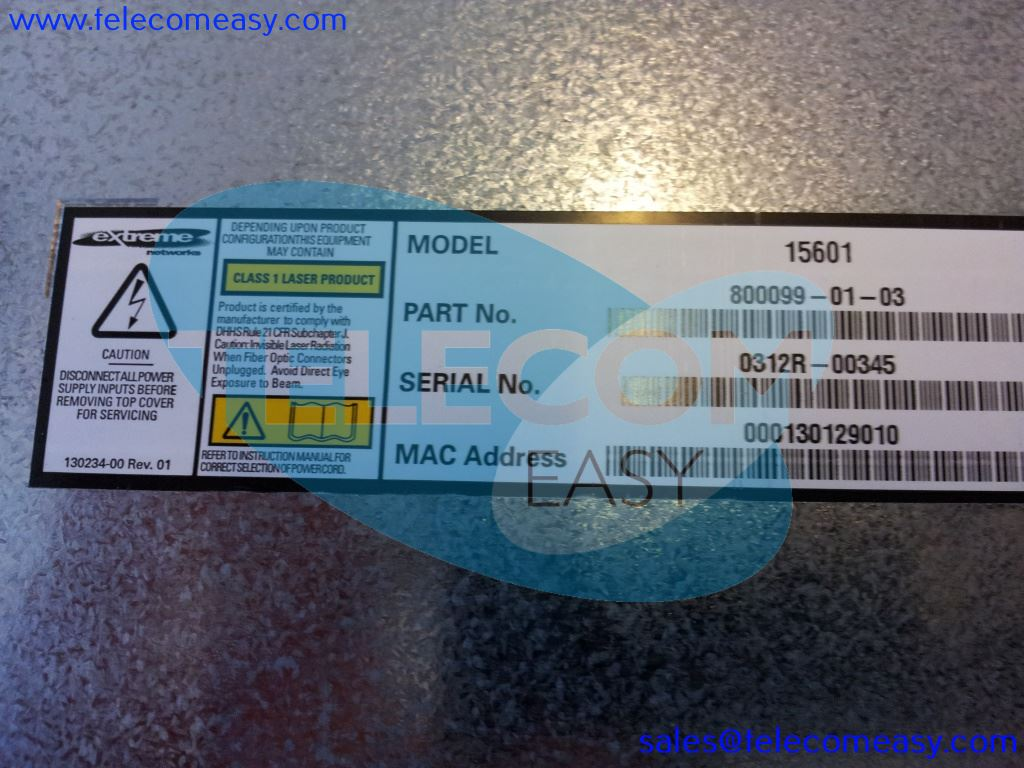 www.telecomeasy.com
extreme
networks
CAUTION
DISCONNECT ALL POWER
SUPPLY INPUTS BEFORE
REMOVING TOP COVER
FOR SERVICING
130234-00 Rev. 01
DEPENDING UPON PRODUCT
CONFIGURATION THIS EQUIPMENT
MAY CONTAIN
CLASS 1 LASER PRODUCT
Product is certified by the
manufacturer to comply with
DHHS Rule 21 CFR Subchapter J.
Caution: Invisible Laser Radiation
When Fiber Optic Connectors
Unplugged. Avoid Direct Eye
Exposure to Beam.
REFER TO INSTRUCTION MANUAL FOR
CORRECT SELECTION OF POWER CORD.
MODEL 15601
PART No. 800099-01-03
SERIAL No. 0312R-00345
MAC Address 000130129010
TELECOM
EASY
sales@telecomeasy.com